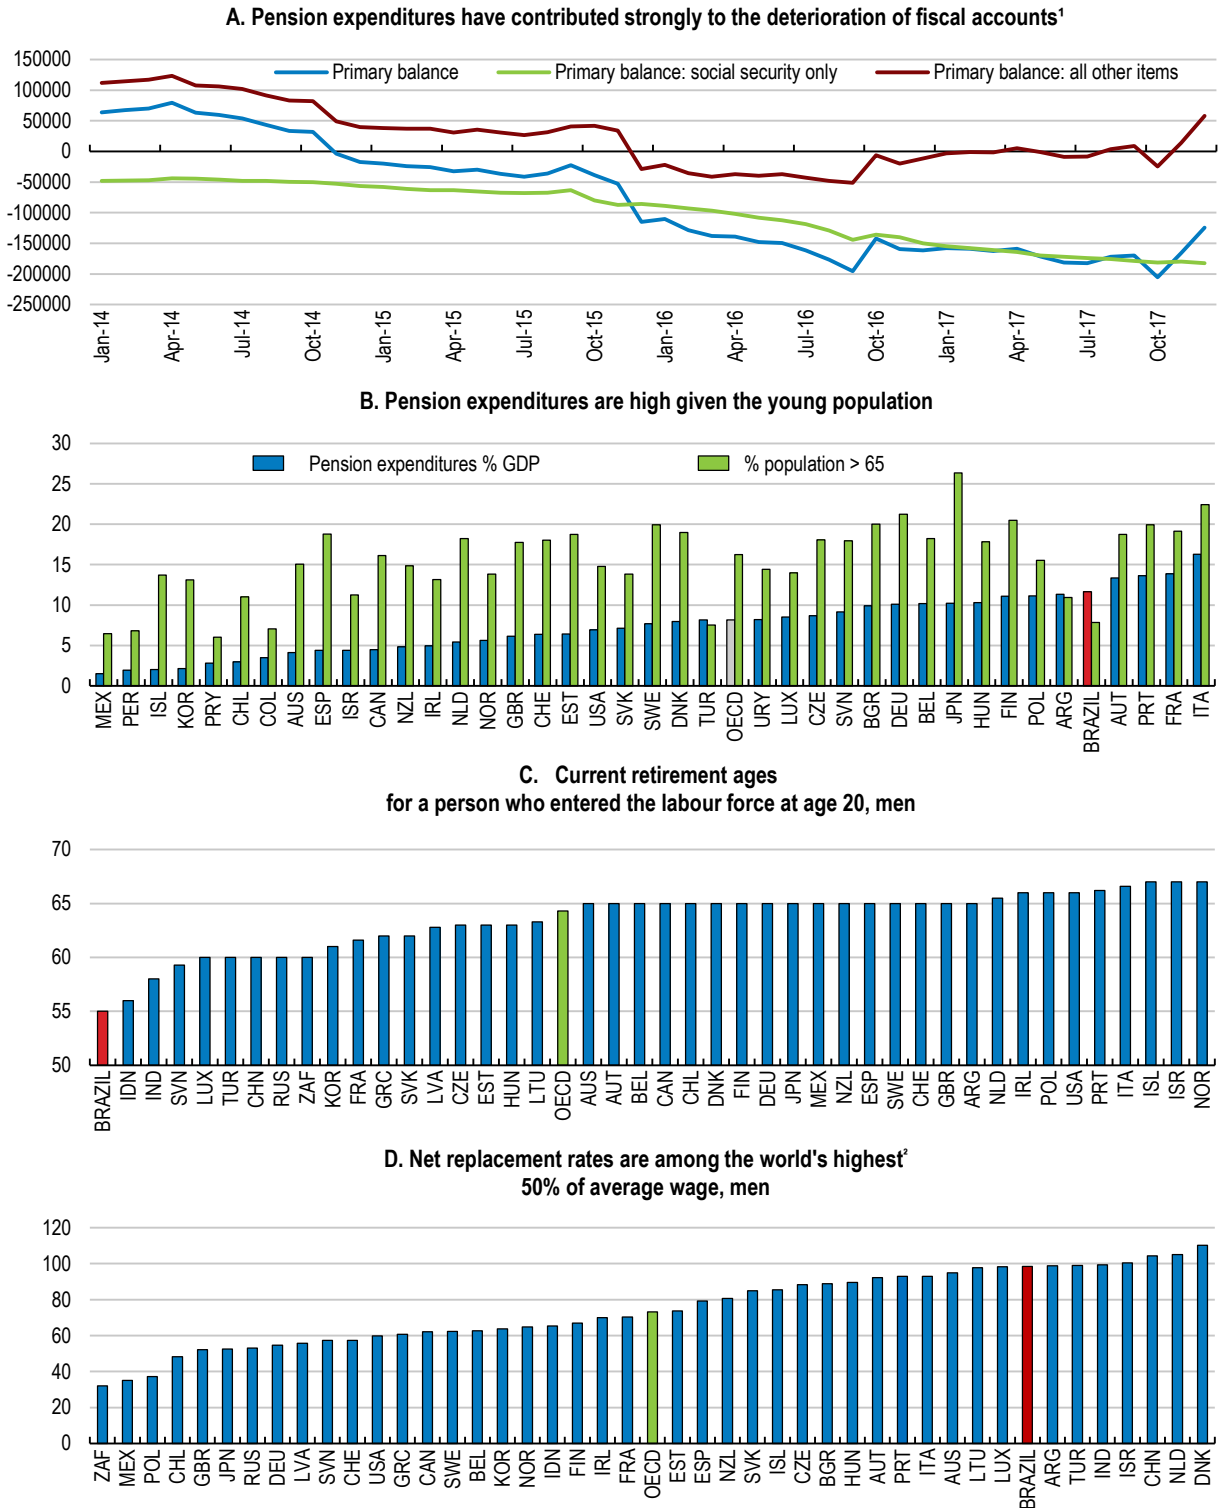 A. Pension expenditures have contributed strongly to the deterioration of fiscal accounts¹
150000
100000
50000
0
-50000
-100000
-150000
-200000
-250000
Primary balance
Primary balance: social security only
Primary balance: all other items
Jan-14
Apr-14
Jul-14
Oct-14
Jan-15
Apr-15
Jul-15
Oct-15
Jan-16
Apr-16
Jul-16
Oct-16
Jan-17
Apr-17
Jul-17
Oct-17
B. Pension expenditures are high given the young population
30
25
20
15
10
5
0
Pension expenditures % GDP
% population > 65
MEX
PER
ISL
KOR
PRY
CHL
COL
AUS
ESP
ISR
CAN
NZL
IRL
NLD
NOR
GBR
CHE
EST
USA
SVK
SWE
DNK
TUR
OECD
URY
LUX
CZE
SVN
BGR
DEU
BEL
JPN
HUN
FIN
POL
ARG
BRAZIL
AUT
PRT
FRA
ITA
C. Current retirement ages
for a person who entered the labour force at age 20, men
70
65
60
55
50
BRAZIL
IDN
IND
SVN
LUX
TUR
CHN
RUS
ZAF
KOR
FRA
GRC
SVK
LVA
CZE
EST
HUN
LTU
OECD
AUS
AUT
BEL
CAN
CHL
DNK
FIN
DEU
JPN
MEX
NZL
ESP
SWE
CHE
GBR
ARG
NLD
IRL
POL
USA
PRT
ITA
ISL
ISR
NOR
D. Net replacement rates are among the world's highest²
50% of average wage, men
120
100
80
60
40
20
0
ZAF
MEX
POL
CHL
GBR
JPN
RUS
DEU
LVA
SVN
CHE
USA
GRC
CAN
SWE
BEL
KOR
NOR
IDN
FIN
IRL
FRA
OECD
EST
ESP
NZL
SVK
ISL
CZE
BGR
HUN
AUT
PRT
ITA
AUS
LTU
LUX
BRAZIL
ARG
TUR
IND
ISR
CHN
NLD
DNK